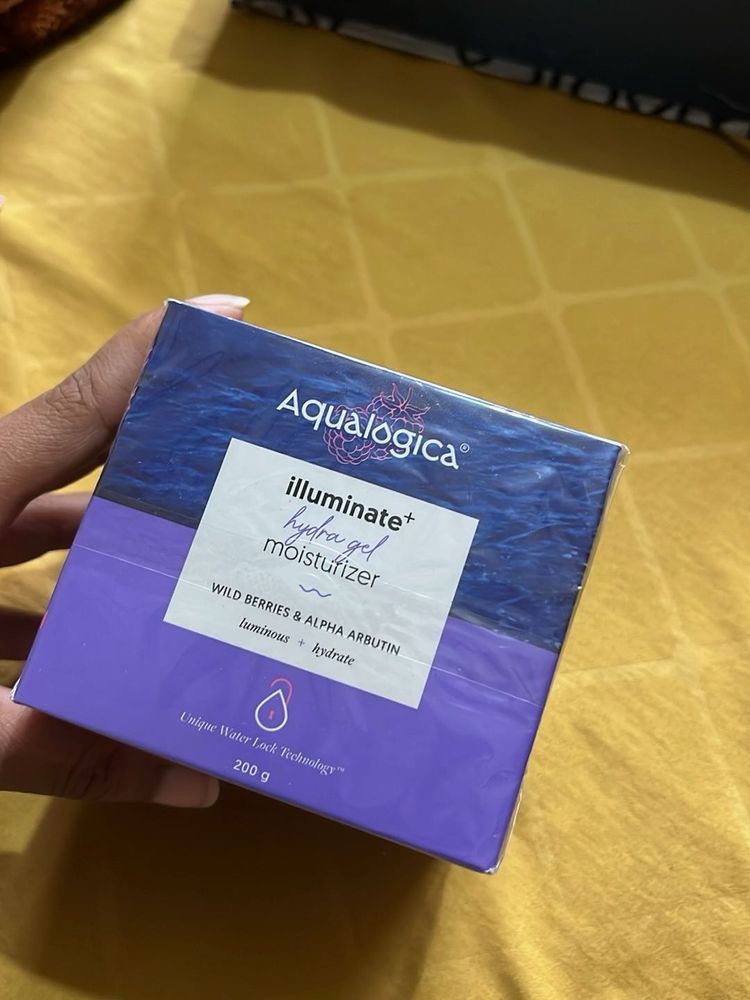 Aqualogica®
illuminate+
hydra gel
moisturizer
WILD BERRIES & ALPHA ARBUTIN
luminous + hydrate
Unique Water Lock Technology™
200 g